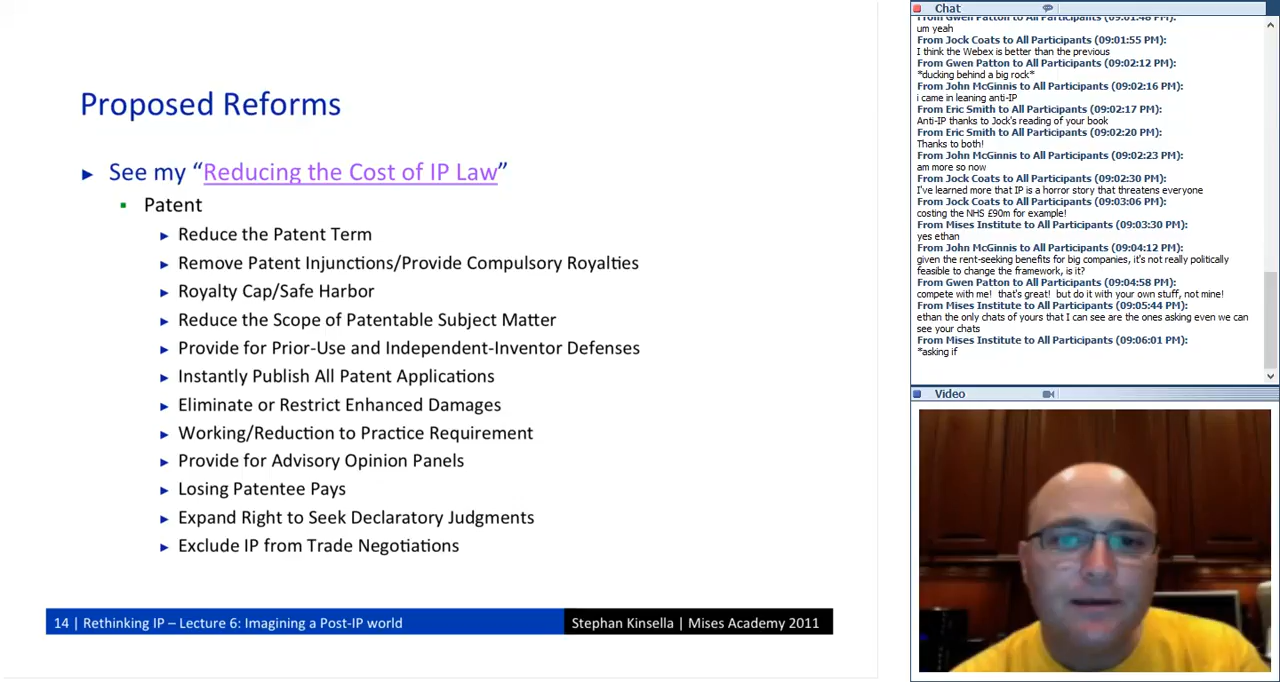 Proposed Reforms
► See my “Reducing the Cost of IP Law”
▪ Patent
► Reduce the Patent Term
► Remove Patent Injunctions/Provide Compulsory Royalties
► Royalty Cap/Safe Harbor
► Reduce the Scope of Patentable Subject Matter
► Provide for Prior-Use and Independent-Inventor Defenses
► Instantly Publish All Patent Applications
► Eliminate or Restrict Enhanced Damages
► Working/Reduction to Practice Requirement
► Provide for Advisory Opinion Panels
► Losing Patentee Pays
► Expand Right to Seek Declaratory Judgments
► Exclude IP from Trade Negotiations
14 | Rethinking IP – Lecture 6: Imagining a Post-IP world
Stephan Kinsella | Mises Academy 2011
Chat
From Gwen Patton to All Participants (09:01:48 PM):
um yeah
From Jock Coats to All Participants (09:01:55 PM):
I think the Webex is better than the previous
From Gwen Patton to All Participants (09:02:12 PM):
*ducking behind a big rock*
From John McGinnis to All Participants (09:02:16 PM):
i came in leaning anti-IP
From Eric Smith to All Participants (09:02:17 PM):
Anti-IP thanks to Jock's reading of your book
From Eric Smith to All Participants (09:02:20 PM):
Thanks to both!
From John McGinnis to All Participants (09:02:23 PM):
am more so now
From Jock Coats to All Participants (09:02:30 PM):
I've learned more that IP is a horror story that threatens everyone
From Jock Coats to All Participants (09:03:06 PM):
costing the NHS £90m for example!
From Mises Institute to All Participants (09:03:30 PM):
yes ethan
From John McGinnis to All Participants (09:04:12 PM):
given the rent-seeking benefits for big companies, it's not really politically
feasible to change the framework, is it?
From Gwen Patton to All Participants (09:04:58 PM):
compete with me! that's great! but do it with your own stuff, not mine!
From Mises Institute to All Participants (09:05:44 PM):
ethan the only chats of yours that I can see are the ones asking even we can
see your chats
From Mises Institute to All Participants (09:06:01 PM):
*asking if
Video